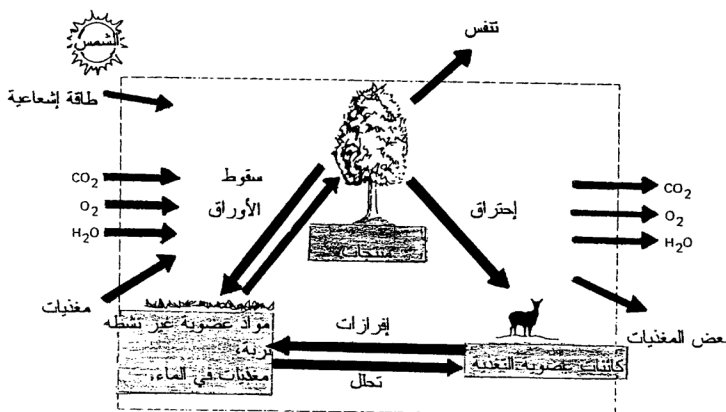 الشمس
تنفس
طاقة إشعاعية
CO2
O2
H2O
مغذيات
سقوط
الأوراق
منتجات
إحتراق
CO2
O2
H2O
بعض المغذيات
مواد عضوية غير نشطه
تربة،
مغذيات في الماء.
إفرازات
تحلل
كائنات عضوية التغذية